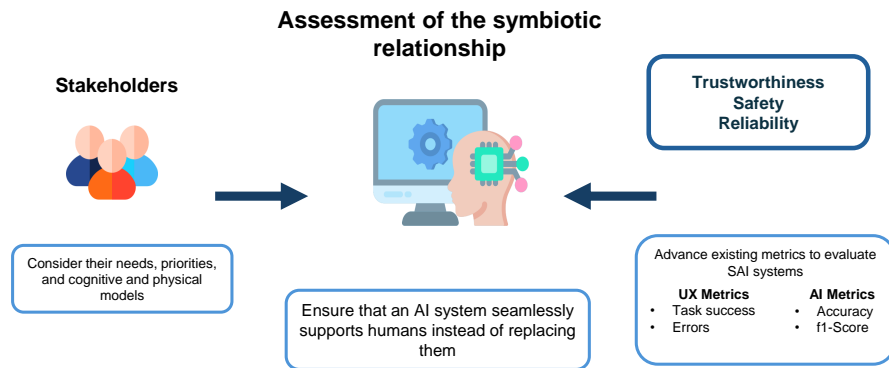 Assessment of the symbiotic
relationship
Stakeholders
Consider their needs, priorities,
and cognitive and physical
models
Ensure that an AI system seamlessly
supports humans instead of replacing
them
Trustworthiness
Safety
Reliability
Advance existing metrics to evaluate
SAI systems
UX Metrics
• Task success
• Errors
AI Metrics
• Accuracy
• f1-Score